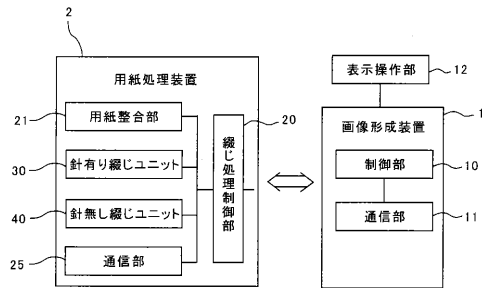 2
用紙処理装置
21
用紙整合部
30
針有り綴じユニット
40
針無し綴じユニット
25
通信部
20
綴じ処理制御部
表示操作部
12
1
画像形成装置
制御部
10
通信部
11